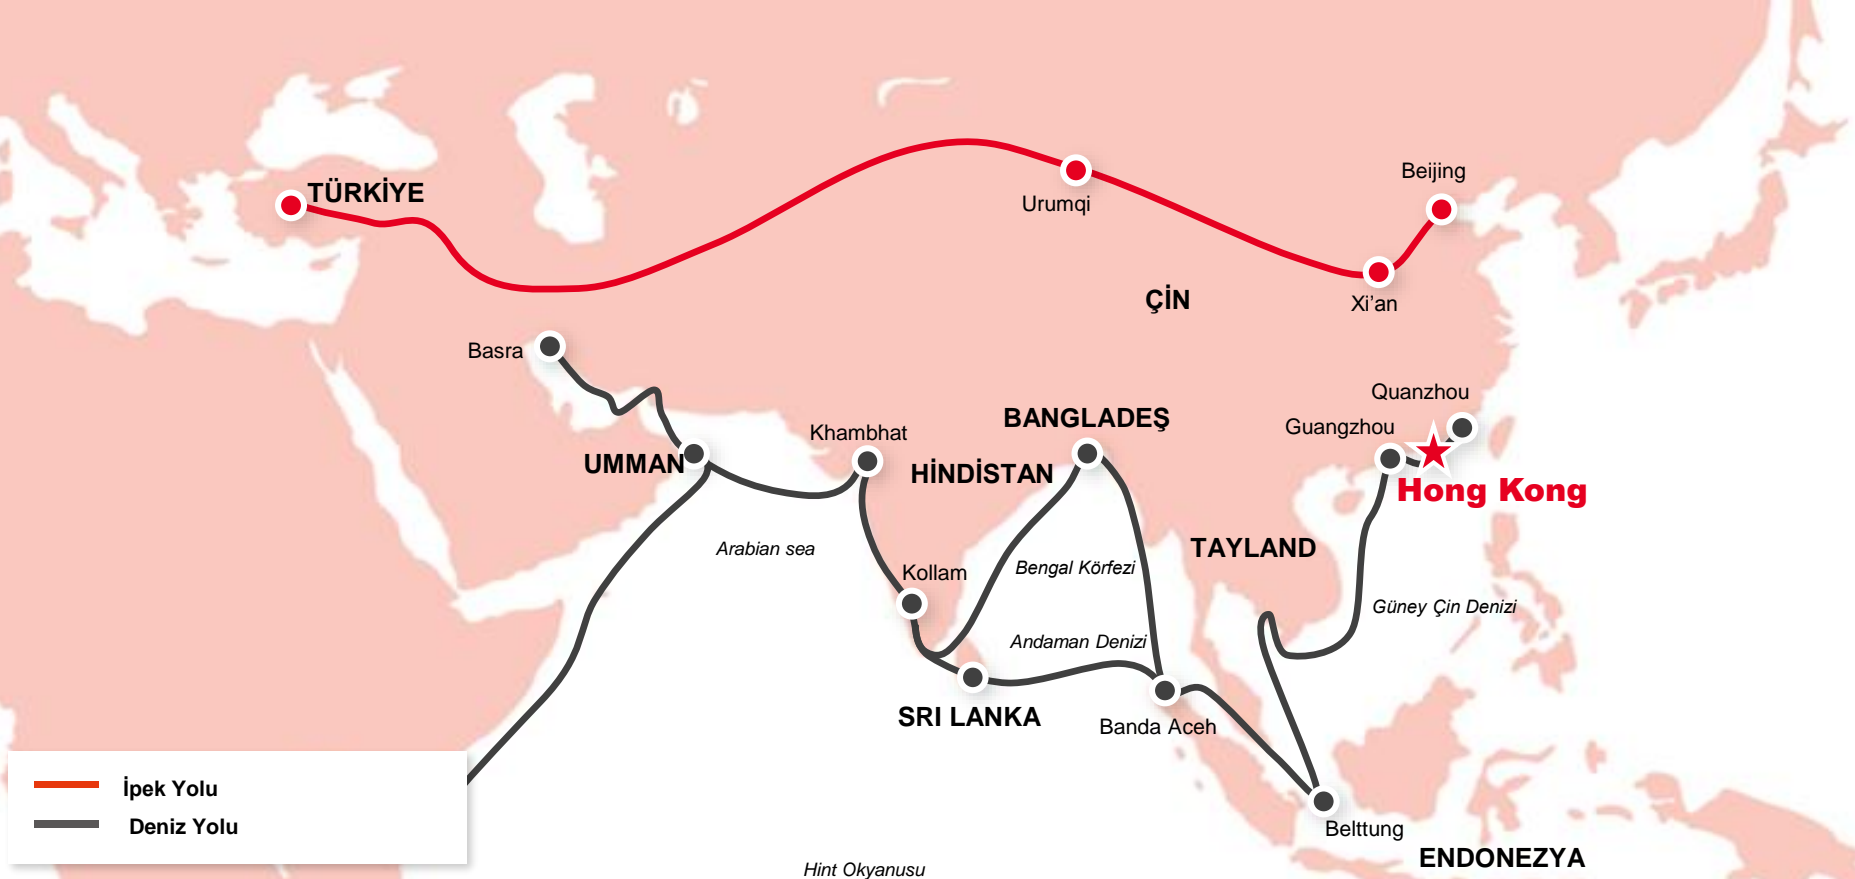 Beijing
TÜRKİYE
Urumqi
ÇİN
Xi'an
Basra
Quanzhou
BANGLADEŞ
Guangzhou
Khambhat
UMMAN
HİNDİSTAN
Hong Kong
Arabian sea
TAYLAND
Bengal Körfezi
Kollam
Güney Çin Denizi
Andaman Denizi
SRI LANKA
Banda Aceh
İpek Yolu
Deniz Yolu
Belttung
ENDONEZYA
Hint Okyanusu